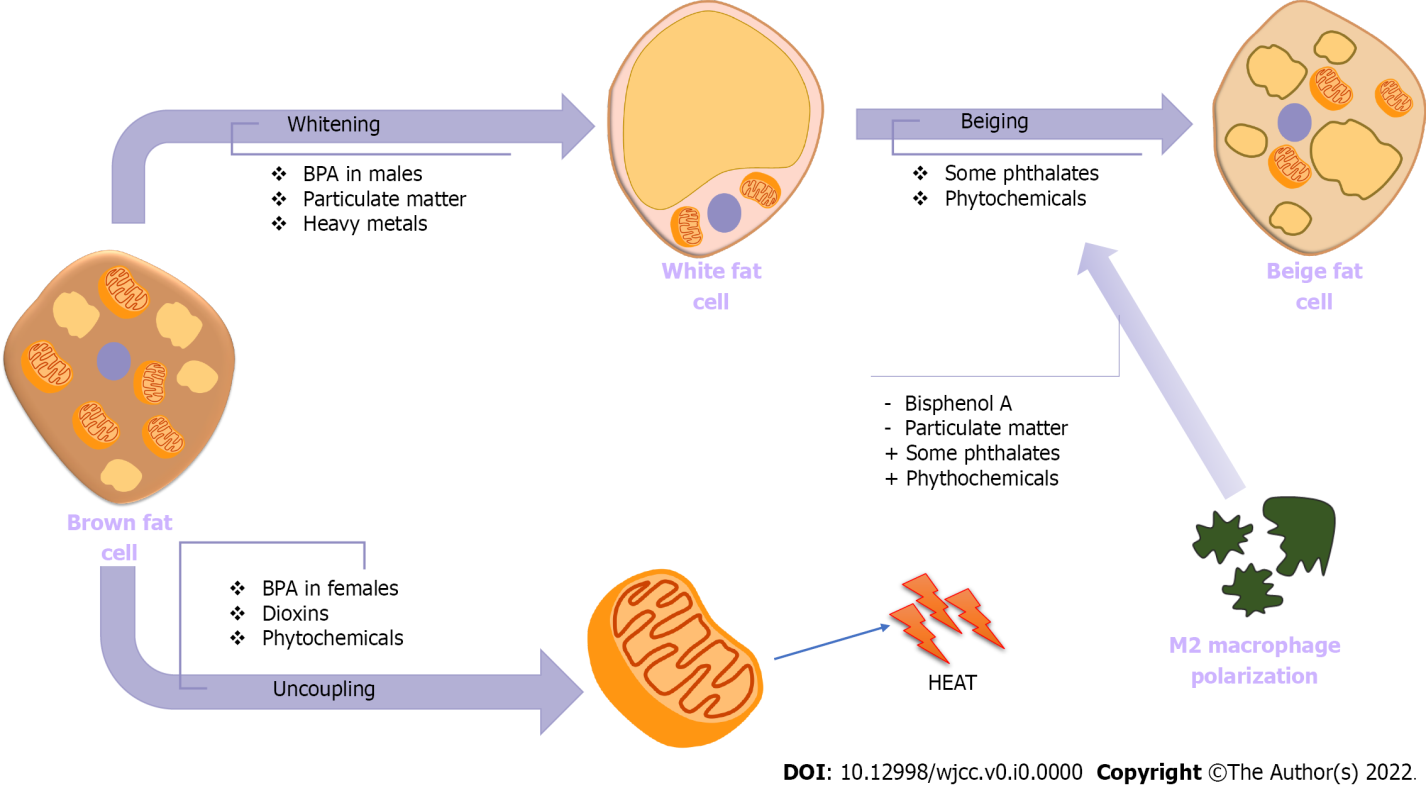 Whitening
❖ BPA in males
❖ Particulate matter
❖ Heavy metals
White fat
cell
Beiging
❖ Some phthalates
❖ Phytochemicals
Beige fat
cell
Brown fat
cell
- Bisphenol A
- Particulate matter
+ Some phthalates
+ Phythochemicals
M2 macrophage
polarization
❖ BPA in females
❖ Dioxins
❖ Phytochemicals
Uncoupling
HEAT
DOI: 10.12998/wjcc.v0.i0.0000 Copyright ©The Author(s) 2022.